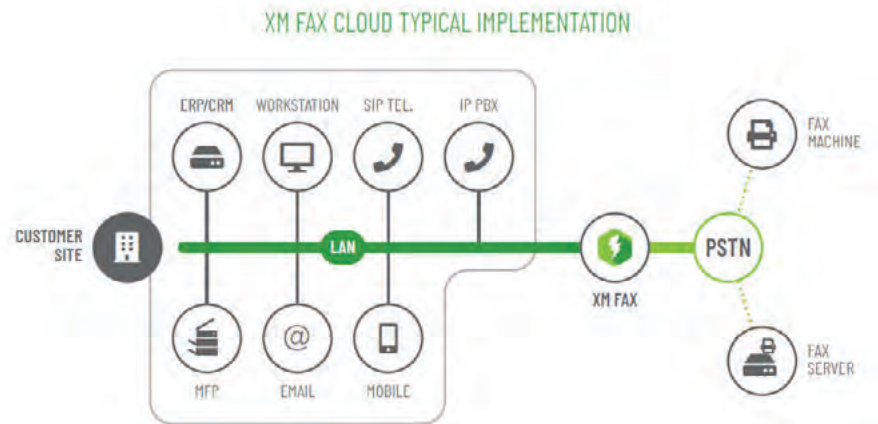 XM FAX CLOUD TYPICAL IMPLEMENTATION
ERP/CRM
WORKSTATION
SIP TEL.
IP PBX
FAX
MACHINE
CUSTOMER
SITE
LAN
XM FAX
PSTN
@
MFP
EMAIL
MOBILE
FAX
SERVER